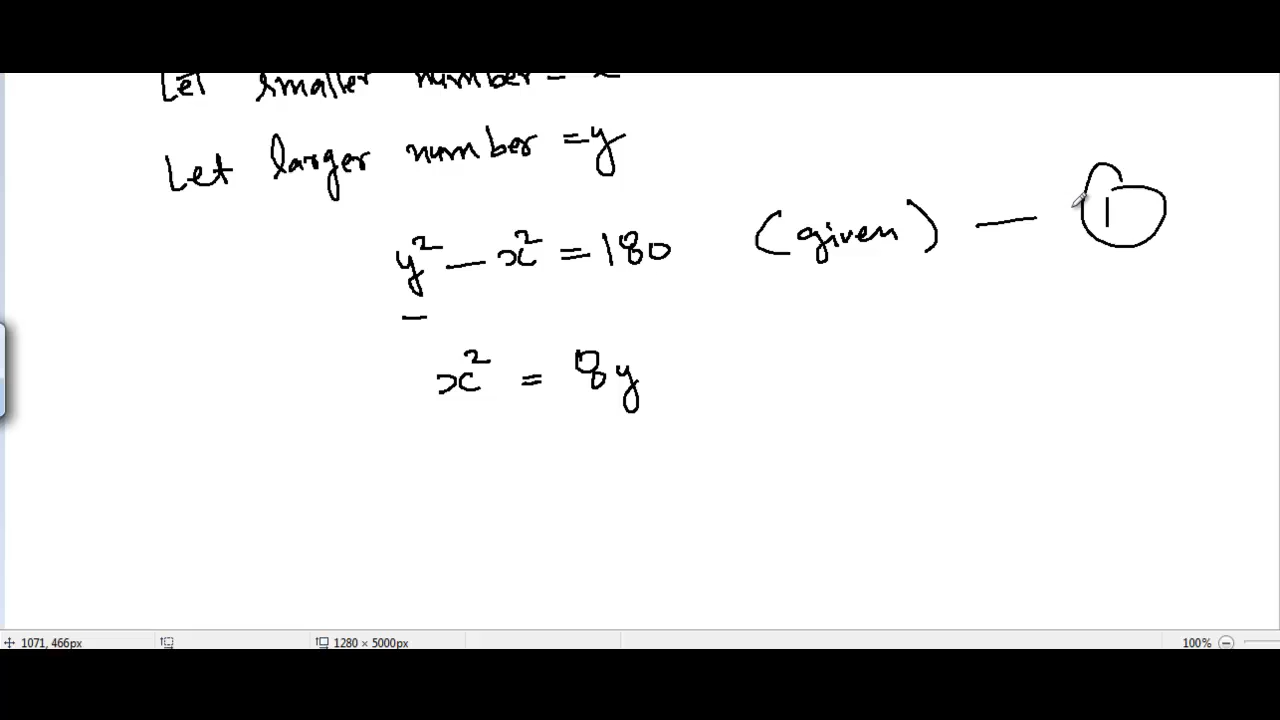 Let smaller number = x
Let larger number = y
y² — x² = 180 (given) — 1
x² = 8y
1071, 466px 1280 × 5000px 100%